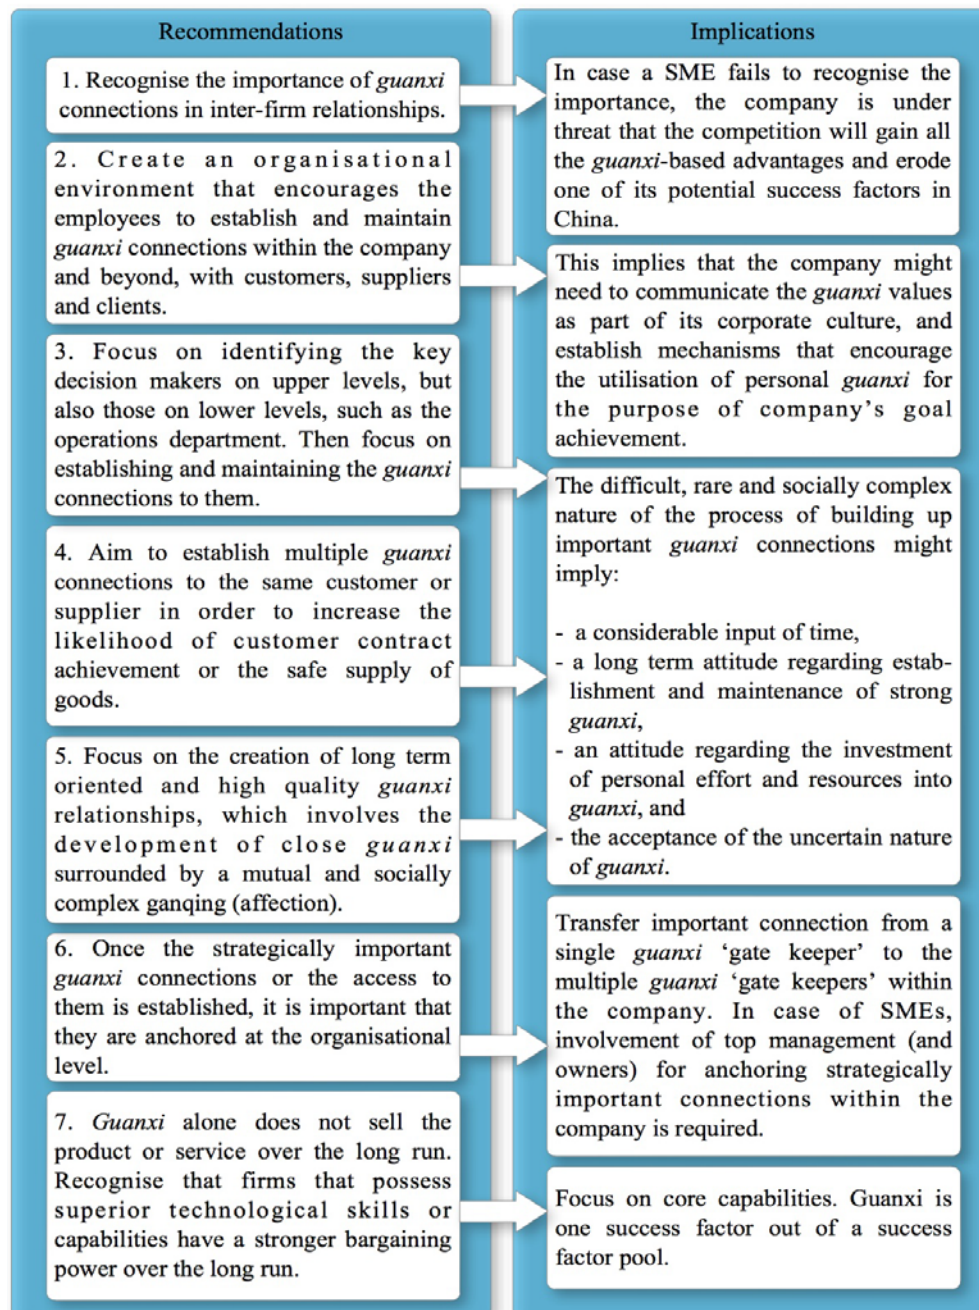 Recommendations
1. Recognise the importance of guanxi
connections in inter-firm relationships.
2. Create an organisational
environment that encourages the
employees to establish and maintain
guanxi connections within the company
and beyond, with customers, suppliers
and clients.
3. Focus on identifying the key
decision makers on upper levels, but
also those on lower levels, such as the
operations department. Then focus on
establishing and maintaining the guanxi
connections to them.
4. Aim to establish multiple guanxi
connections to the same customer or
supplier in order to increase the
likelihood of customer contract
achievement or the safe supply of
goods.
5. Focus on the creation of long term
oriented and high quality guanxi
relationships, which involves the
development of close guanxi
surrounded by a mutual and socially
complex ganqing (affection).
6. Once the strategically important
guanxi connections or the access to
them is established, it is important that
they are anchored at the organisational
level.
7. Guanxi alone does not sell the
product or service over the long run.
Recognise that firms that possess
superior technological skills or
capabilities have a stronger bargaining
power over the long run.
Implications
In case a SME fails to recognise the
importance, the company is under
threat that the competition will gain all
the guanxi-based advantages and erode
one of its potential success factors in
China.
This implies that the company might
need to communicate the guanxi values
as part of its corporate culture, and
establish mechanisms that encourage
the utilisation of personal guanxi for
the purpose of company's goal
achievement.
The difficult, rare and socially complex
nature of the process of building up
important guanxi connections might
imply:
- a considerable input of time,
- a long term attitude regarding estab-
lishment and maintenance of strong
guanxi,
- an attitude regarding the investment
of personal effort and resources into
guanxi, and
- the acceptance of the uncertain nature
of guanxi.
Transfer important connection from a
single guanxi ‘gate keeper’ to the
multiple guanxi ‘gate keepers’ within
the company. In case of SMEs,
involvement of top management (and
owners) for anchoring strategically
important connections within the
company is required.
Focus on core capabilities. Guanxi is
one success factor out of a success
factor pool.